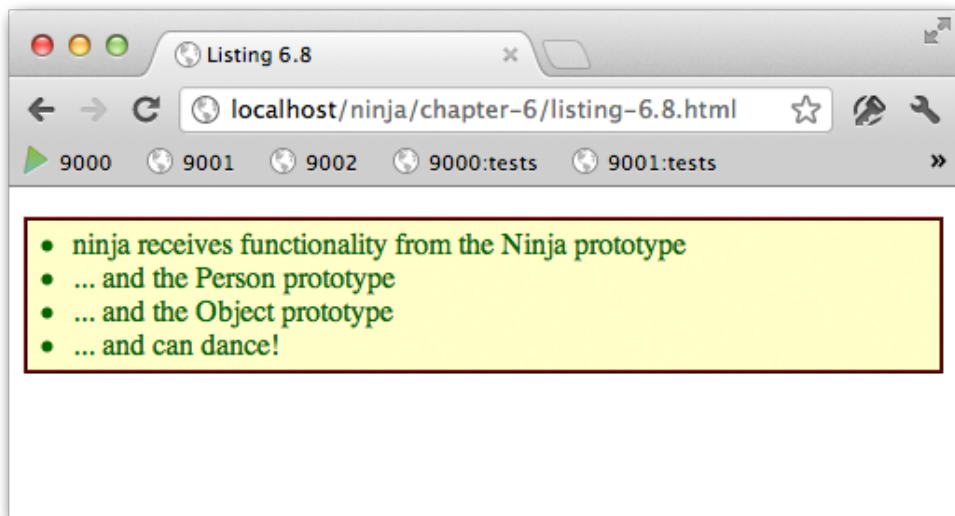 Listing 6.8
localhost/ninja/chapter-6/listing-6.8.html
9000 9001 9002 9000:tests 9001:tests »
ninja receives functionality from the Ninja prototype
... and the Person prototype
... and the Object prototype
... and can dance!